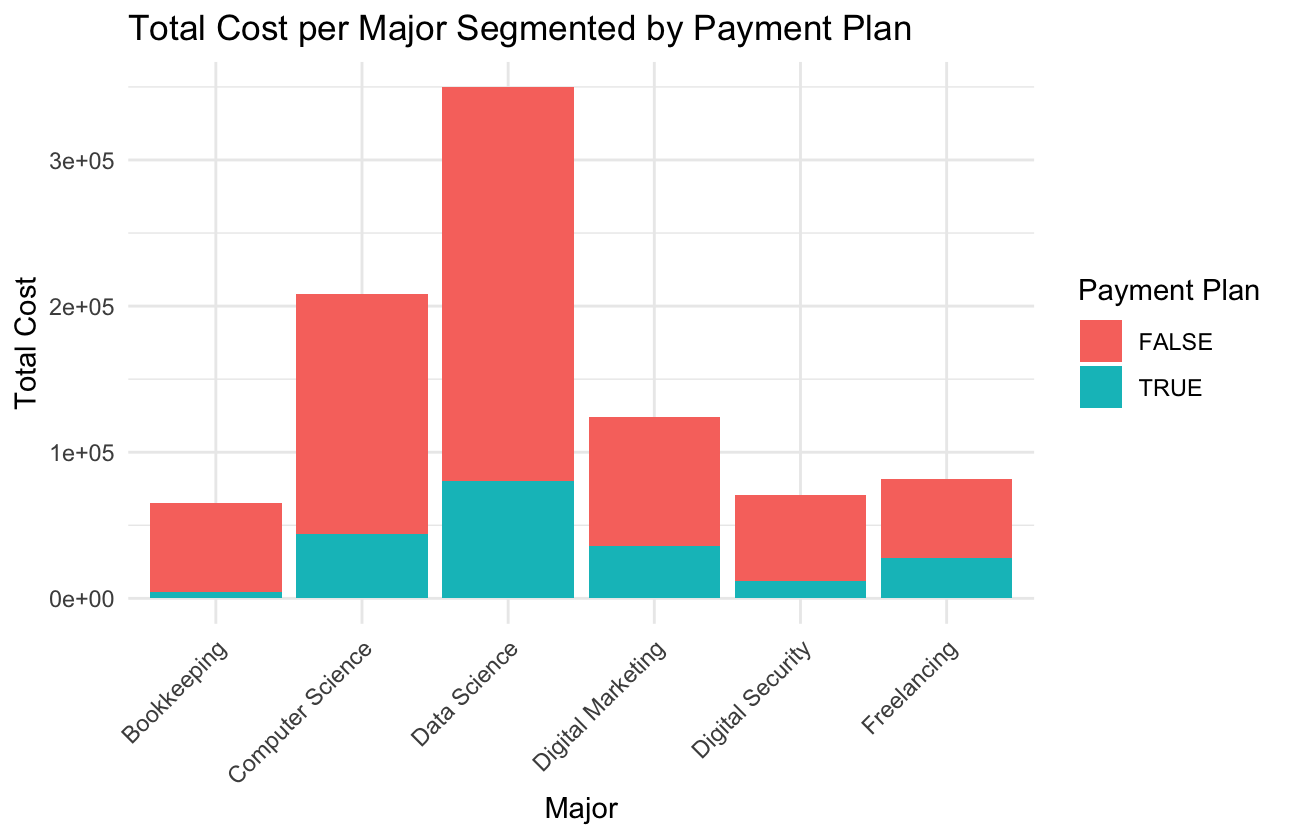 Total Cost per Major Segmented by Payment Plan
Total Cost
3e+05
2e+05
1e+05
0e+00
Bookkeeping
Computer Science
Data Science
Digital Marketing
Digital Security
Freelancing
Major
Payment Plan
FALSE
TRUE